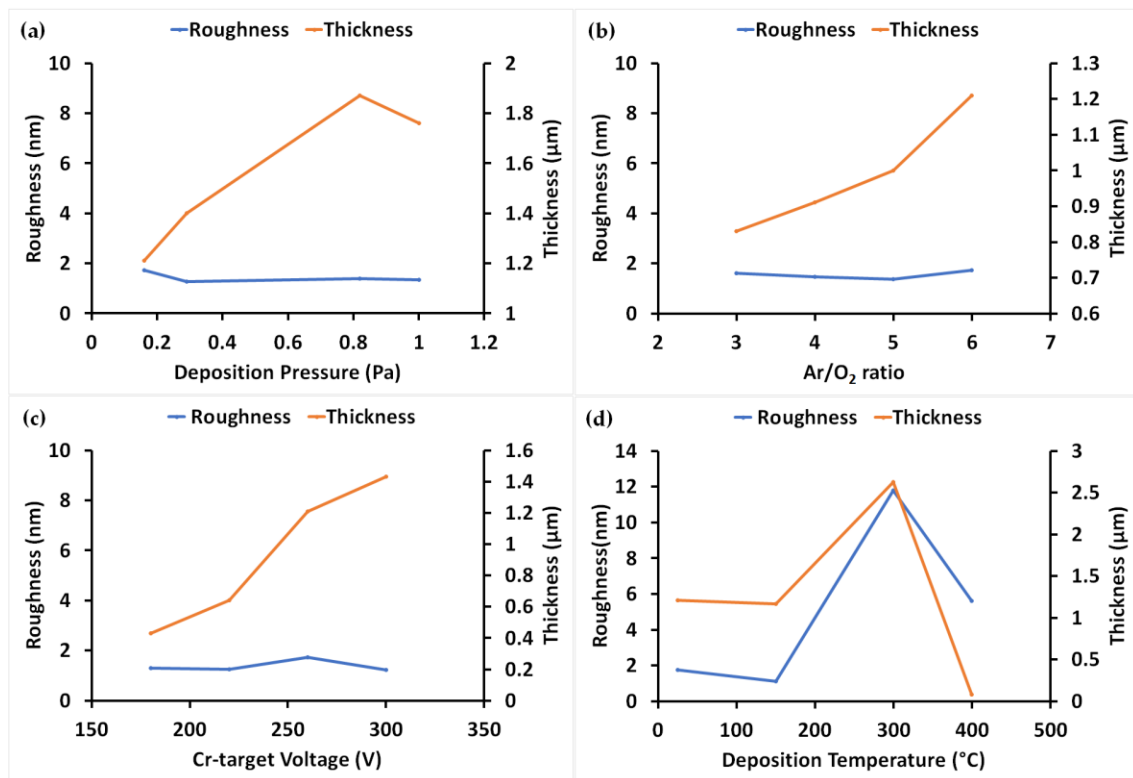 (a)
Roughness Thickness
Roughness (nm)
10
8
6
4
2
0
Thickness (μm)
2
1.8
1.6
1.4
1.2
1
0 0.2 0.4 0.6 0.8 1 1.2
Deposition Pressure (Pa)
(b)
Roughness Thickness
Roughness (nm)
10
8
6
4
2
0
Thickness (μm)
1.3
1.2
1.1
1
0.9
0.8
0.7
0.6
2 3 4 5 6 7
Ar/O₂ ratio
(c)
Roughness Thickness
Roughness (nm)
10
8
6
4
2
0
Thickness (μm)
1.6
1.4
1.2
1
0.8
0.6
0.4
0.2
0
150 200 250 300 350
Cr-target Voltage (V)
(d)
Roughness Thickness
Roughness(nm)
14
12
10
8
6
4
2
0
Thickness (μm)
3
2.5
2
1.5
1
0.5
0
0 100 200 300 400 500
Deposition Temperature (°C)